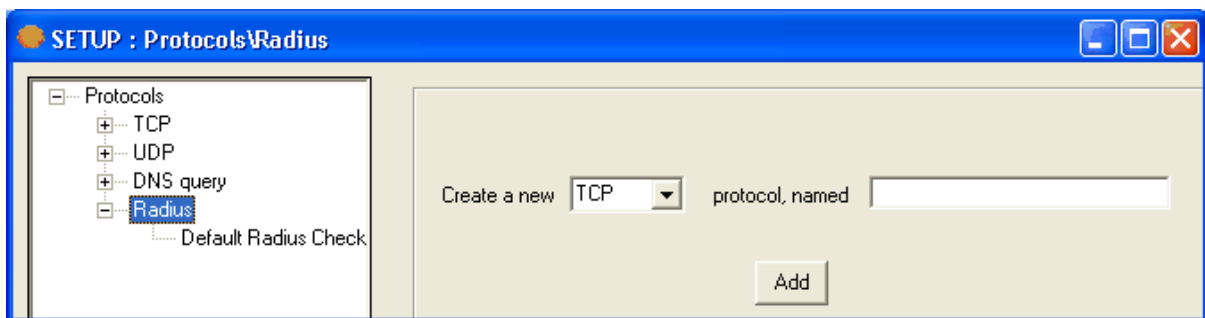 SETUP : Protocols\Radius
Protocols
TCP
UDP
DNS query
Radius
Default Radius Check
Create a new TCP protocol, named
Add